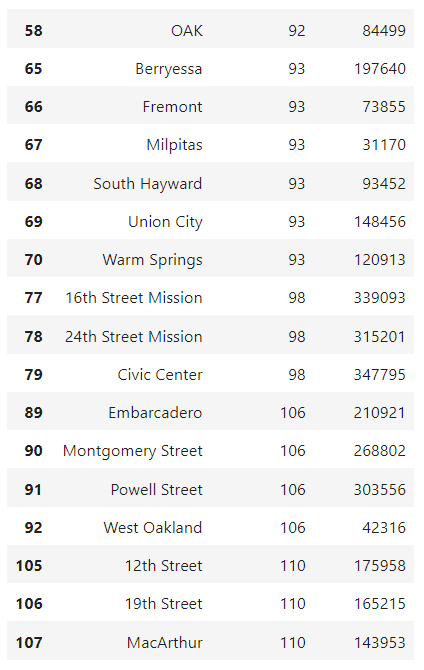 58 OAK 92 84499
65 Berryessa 93 197640
66 Fremont 93 73855
67 Milpitas 93 31170
68 South Hayward 93 93452
69 Union City 93 148456
70 Warm Springs 93 120913
77 16th Street Mission 98 339093
78 24th Street Mission 98 315201
79 Civic Center 98 347795
89 Embarcadero 106 210921
90 Montgomery Street 106 268802
91 Powell Street 106 303556
92 West Oakland 106 42316
105 12th Street 110 175958
106 19th Street 110 165215
107 MacArthur 110 143953